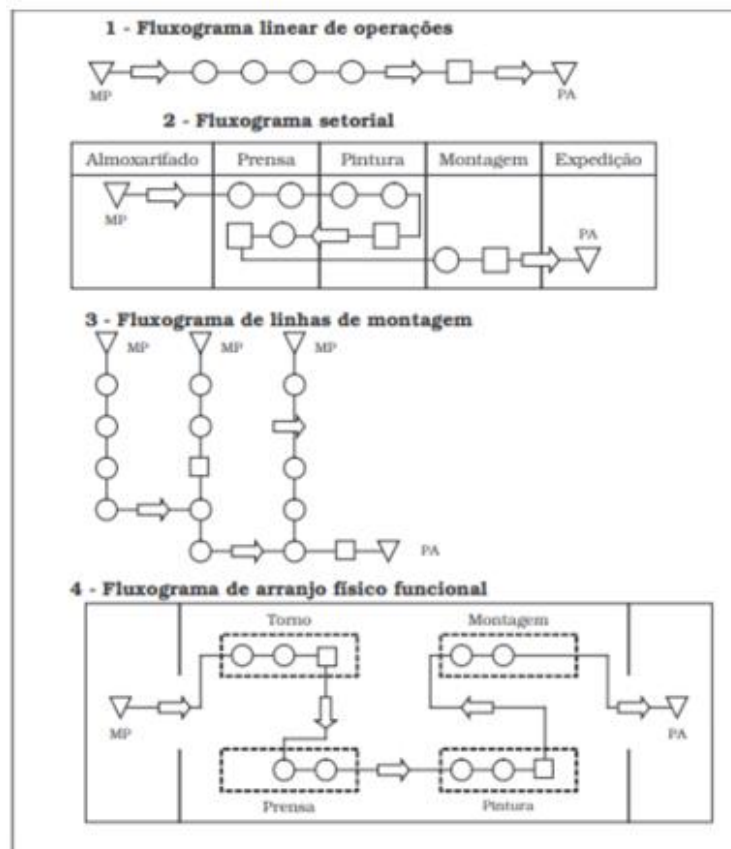 1 - Fluxograma linear de operações
MP
PA
2 - Fluxograma setorial
Almoxarifado Prensa Pintura Montagem Expedição
MP
PA
3 - Fluxograma de linhas de montagem
MP MP MP
PA
4 - Fluxograma de arranjo físico funcional
Torno Montagem
MP PA
Prensa Pintura